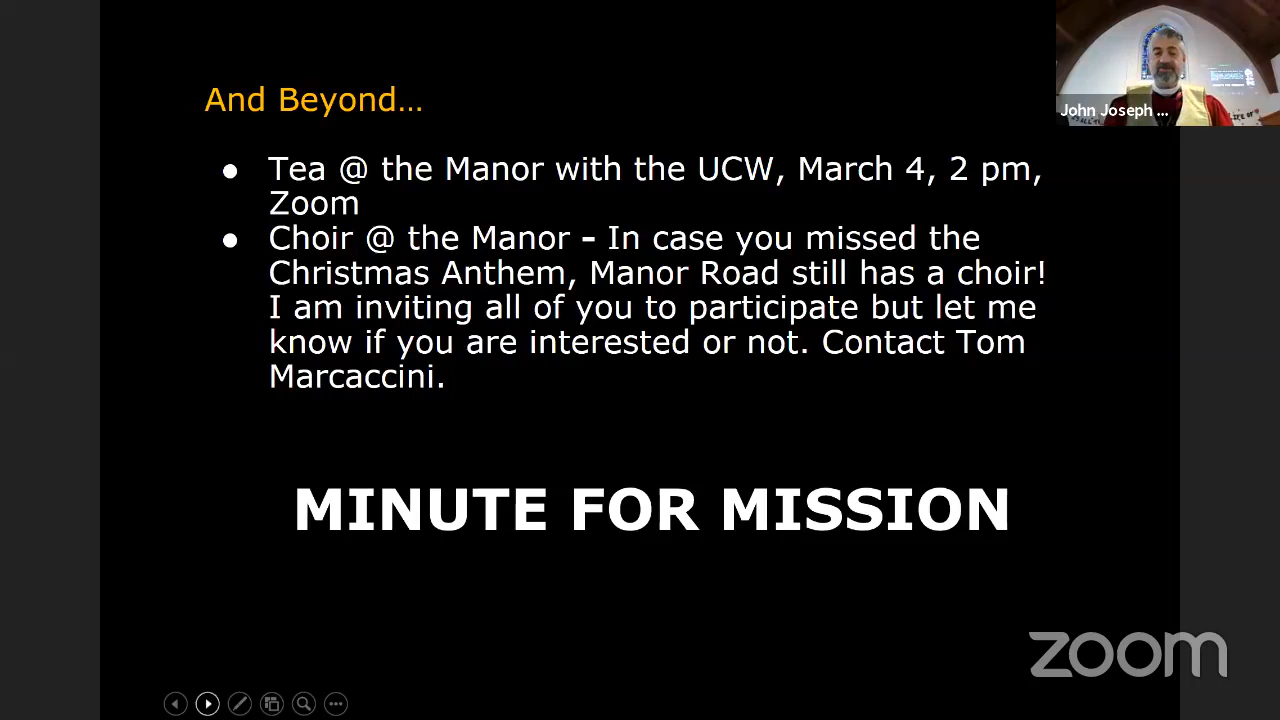 And Beyond...
● Tea @ the Manor with the UCW, March 4, 2 pm,
Zoom
● Choir @ the Manor - In case you missed the
Christmas Anthem, Manor Road still has a choir!
I am inviting all of you to participate but let me
know if you are interested or not. Contact Tom
Marcaccini.
MINUTE FOR MISSION
John Joseph ...
zoom